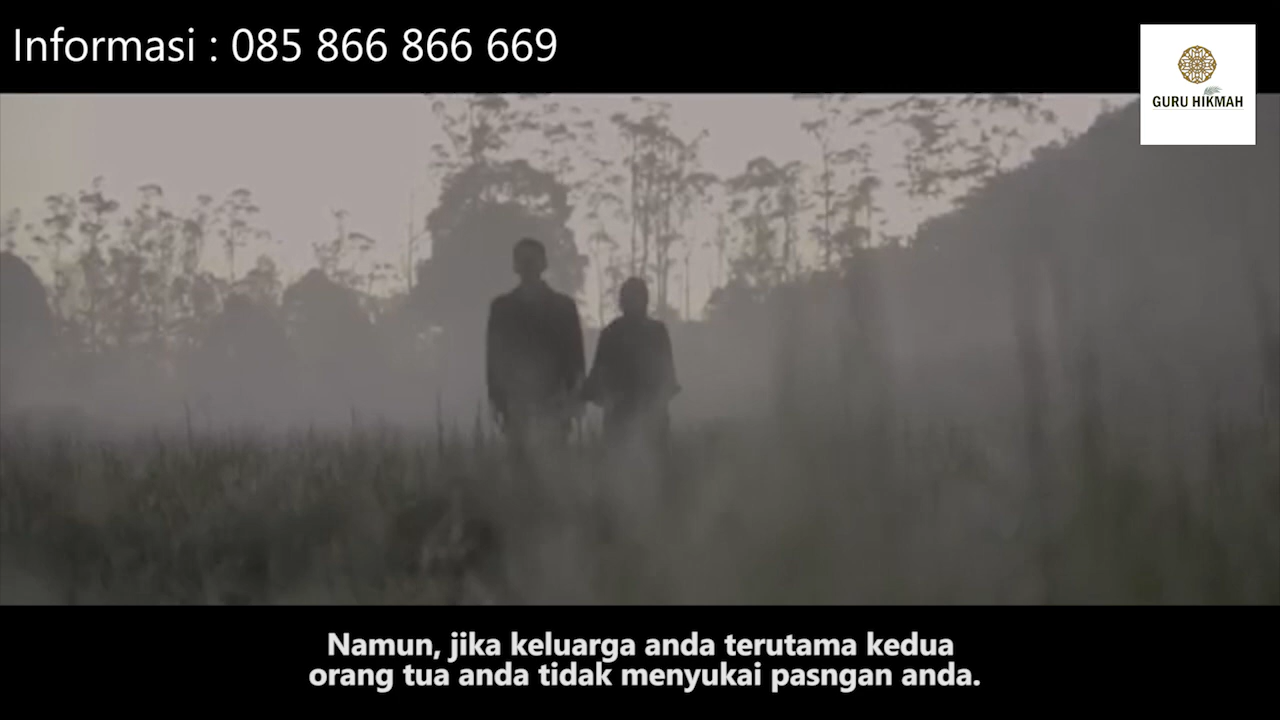 Informasi : 085 866 866 669
GURU HIKMAH
Namun, jika keluarga anda terutama kedua
orang tua anda tidak menyukai pasngan anda.